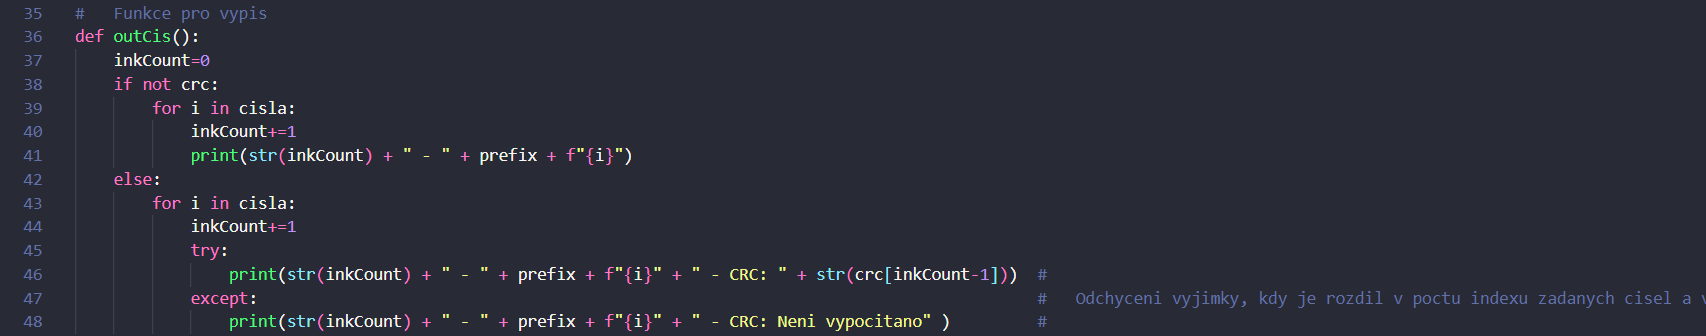 35 #   Funkce pro vypis
36 def outCis():
37     inkCount=0
38     if not crc:
39         for i in cisla:
40             inkCount+=1
41             print(str(inkCount) + " - " + prefix + f"{i}")
42     else:
43         for i in cisla:
44             inkCount+=1
45             try:
46                 print(str(inkCount) + " - " + prefix + f"{i}" + " - CRC: " + str(crc[inkCount-1]))  #
47             except:                                                                                  #   Odchyceni vyjimky, kdy je rozdil v poctu indexu zadanych cisel a
48                 print(str(inkCount) + " - " + prefix + f"{i}" + " - CRC: Neni vypocitano" )         #